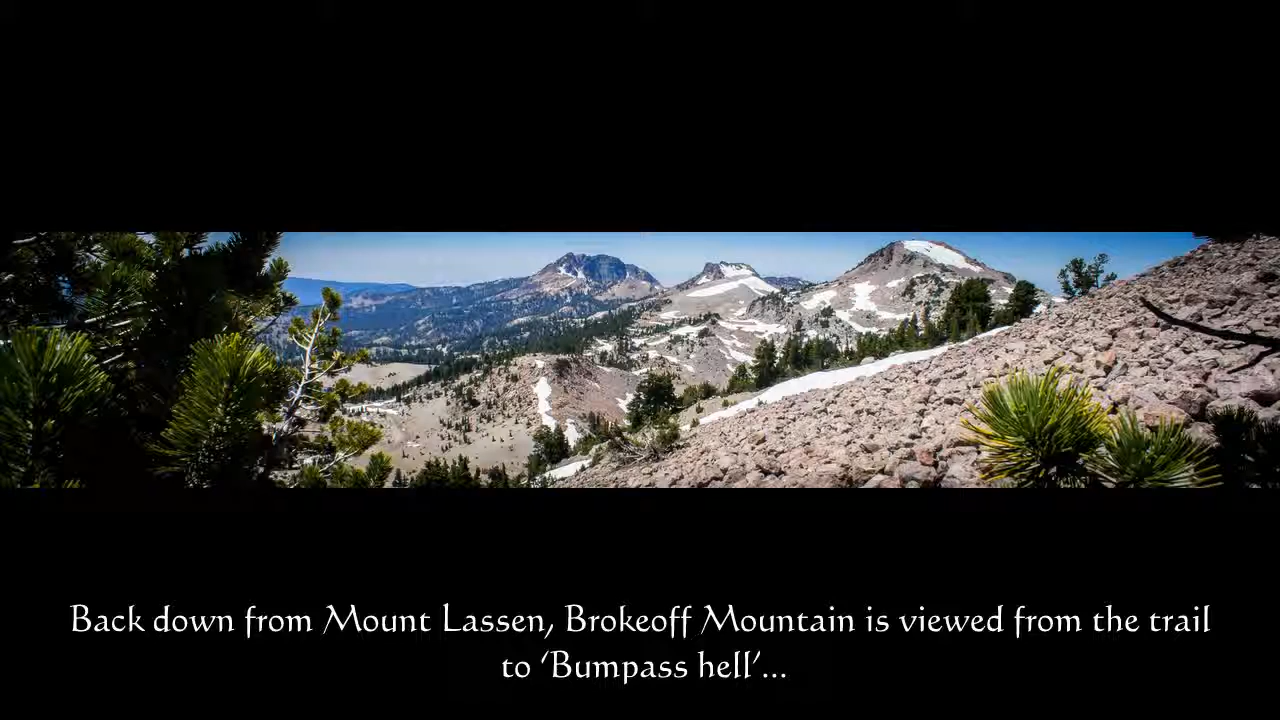 Back down from Mount Lassen, Brokeoff Mountain is viewed from the trail
to ‘Bumpass hell’...